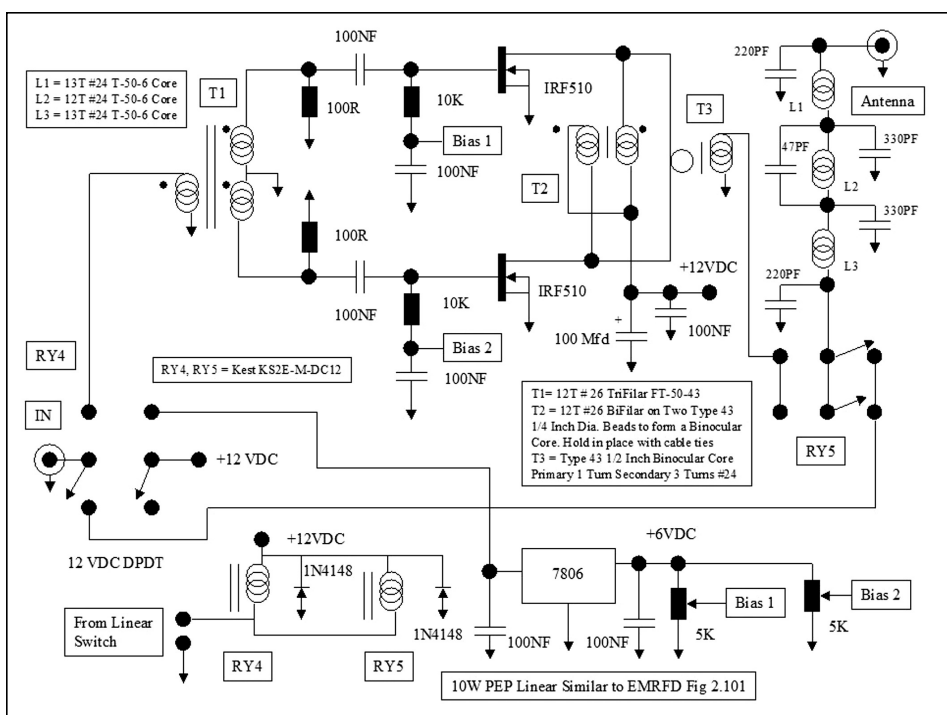 100NF
220PF
L1 = 13T #24 T-50-6 Core
L2 = 12T #24 T-50-6 Core
L3 = 13T #24 T-50-6 Core
T1
IRF510
100R
10K
T3
L1
Antenna
Bias 1
47PF
330PF
100NF
T2
L2
330PF
100R
+12VDC
L3
220PF
100NF
10K
IRF510
+
100 Mfd
100NF
RY4
Bias 2
RY4, RY5 = Kest KS2E-M-DC12
100NF
IN
T1= 12T # 26 TriFilar FT-50-43
T2 = 12T #26 BiFilar on Two Type 43
1/4 Inch Dia. Beads to form a Binocular
Core. Hold in place with cable ties
T3 = Type 43 1/2 Inch Binocular Core
Primary 1 Turn Secondary 3 Turns #24
RY5
+12 VDC
12 VDC DPDT
+12VDC
+6VDC
1N4148
7806
Bias 1
Bias 2
From Linear
Switch
1N4148
100NF
100NF
5K
5K
RY4
RY5
10W PEP Linear Similar to EMRFD Fig 2.101